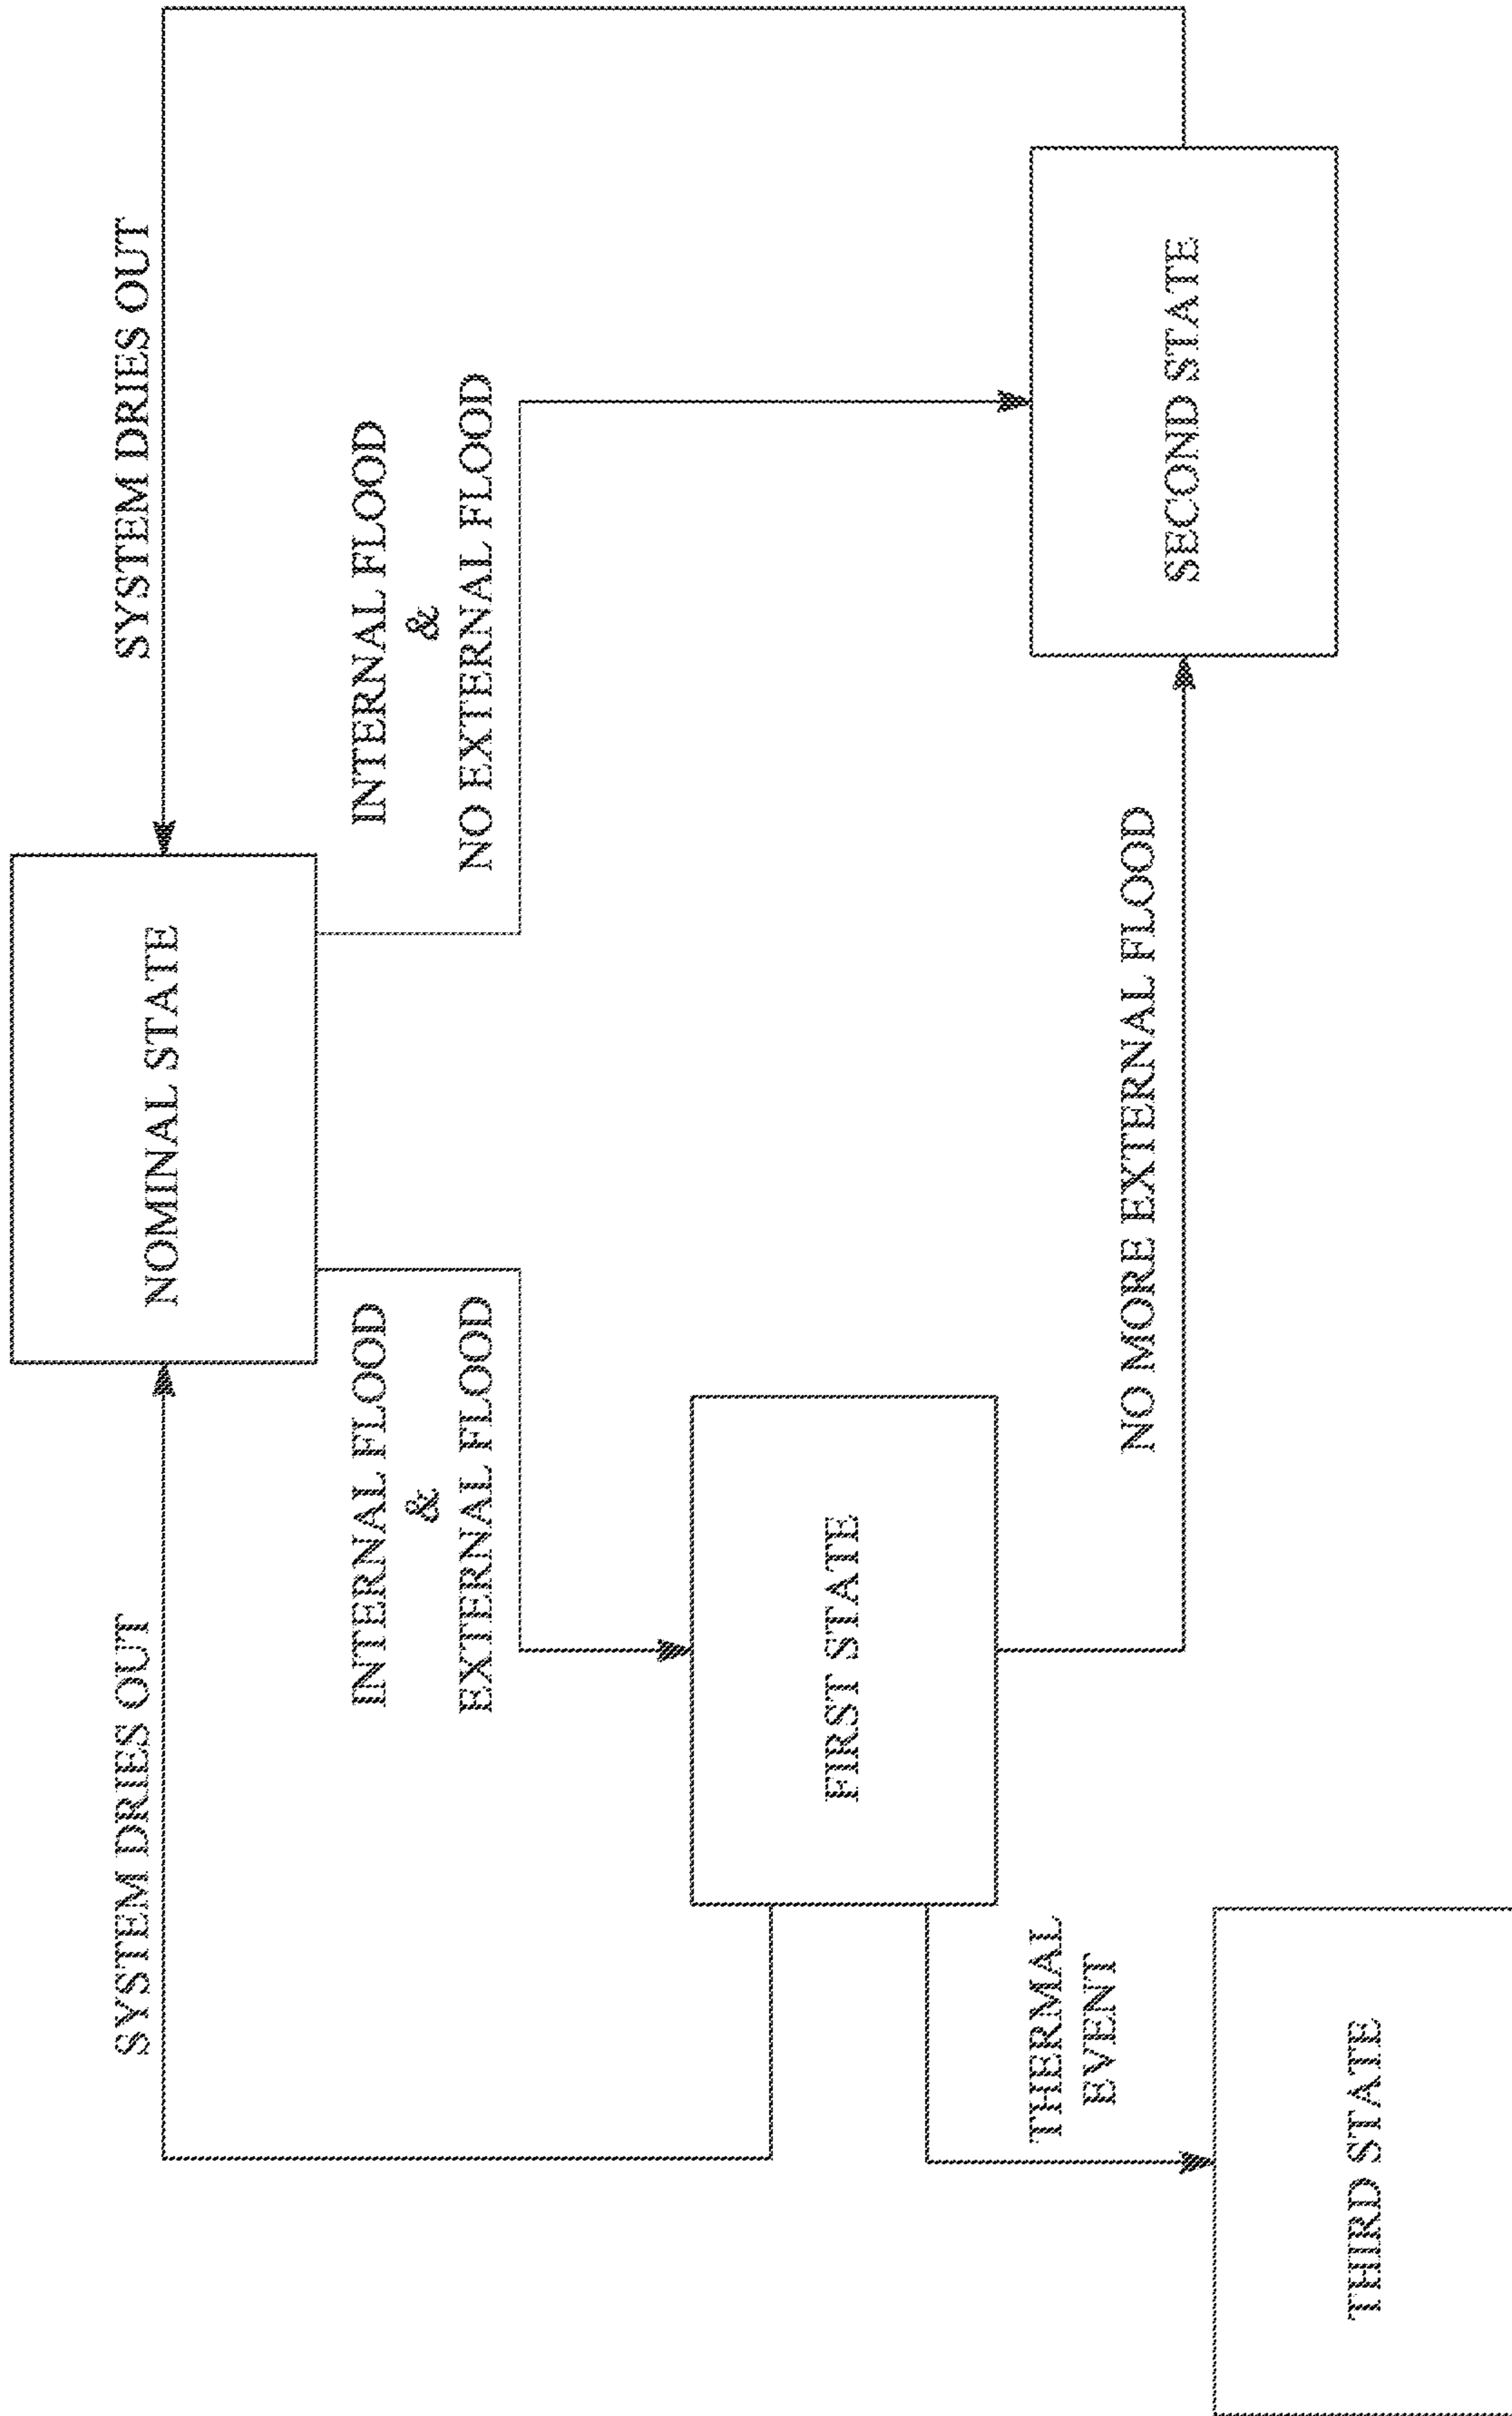 SYSTEM DRIES OUT
NOMINAL STATE
SYSTEM DRIES OUT
INTERNAL FLOOD
&
EXTERNAL FLOOD
INTERNAL FLOOD
&
NO EXTERNAL FLOOD
FIRST STATE
THERMAL
EVENT
NO MORE EXTERNAL FLOOD
SECOND STATE
THIRD STATE